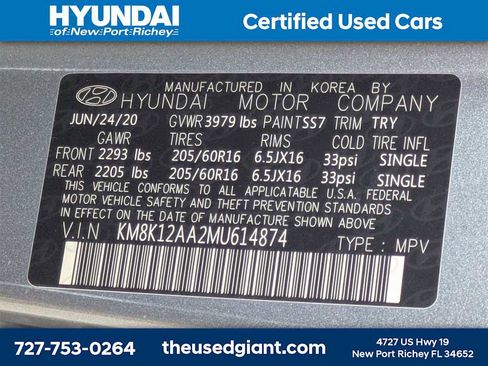 HYUNDAI
of New Port Richey
Certified Used Cars
MANUFACTURED IN KOREA BY
HYUNDAI MOTOR COMPANY
JUN/24/20 GVWR 3979 lbs PAINT SS7 TRIM TRY
GAWR TIRES RIMS COLD TIRE INFL
FRONT 2293 lbs 205/60R16 6.5JX16 33psi SINGLE
REAR 2205 lbs 205/60R16 6.5JX16 33psi SINGLE
THIS VEHICLE CONFORMS TO ALL APPLICATABLE U.S.A. FEDERAL
MOTOR VEHICLE SAFETY AND THEFT PREVENTION STANDARDS
IN EFFECT ON THE DATE OF MANUFACTURE SHOWN ABOVE.
V.I.N KM8K12AA2MU614874 TYPE : MPV
727-753-0264
theusedgiant.com
4727 US Hwy 19
New Port Richey FL 34652